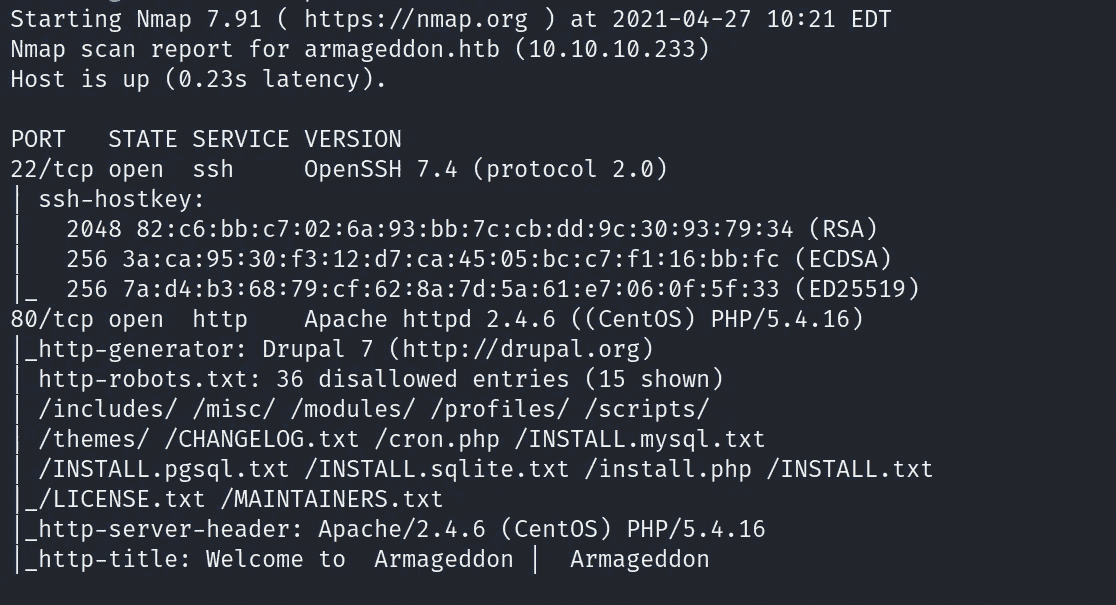 Starting Nmap 7.91 ( https://nmap.org ) at 2021-04-27 10:21 EDT
Nmap scan report for armageddon.htb (10.10.10.233)
Host is up (0.23s latency).
PORT   STATE SERVICE VERSION
22/tcp open  ssh     OpenSSH 7.4 (protocol 2.0)
| ssh-hostkey:
|   2048 82:c6:bb:c7:02:6a:93:bb:7c:cb:dd:9c:30:93:79:34 (RSA)
|   256 3a:ca:95:30:f3:12:d7:ca:45:05:bc:c7:f1:16:bb:fc (ECDSA)
|_  256 7a:d4:b3:68:79:cf:62:8a:7d:5a:61:e7:06:0f:5f:33 (ED25519)
80/tcp open  http    Apache httpd 2.4.6 ((CentOS) PHP/5.4.16)
|_http-generator: Drupal 7 (http://drupal.org)
| http-robots.txt: 36 disallowed entries (15 shown)
| /includes/ /misc/ /modules/ /profiles/ /scripts/
| /themes/ /CHANGELOG.txt /cron.php /INSTALL.mysql.txt
| /INSTALL.pgsql.txt /INSTALL.sqlite.txt /install.php /INSTALL.txt
|_/LICENSE.txt /MAINTAINERS.txt
|_http-server-header: Apache/2.4.6 (CentOS) PHP/5.4.16
|_http-title: Welcome to  Armageddon |  Armageddon